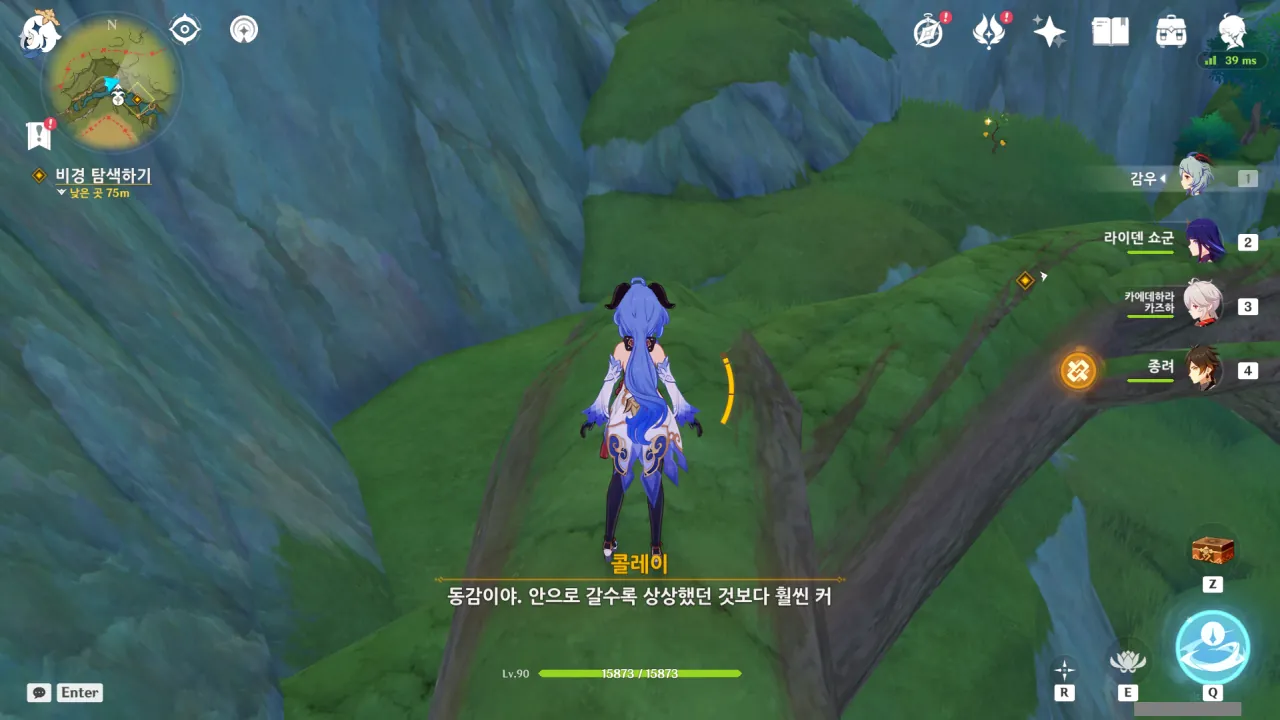 N
39 ms
비경 탐색하기
낮은 곳 75m
감우
1
라이덴 쇼군
2
카에데하라
카즈하
3
종려
4
콜레이
동감이야. 안으로 갈수록 상상했던 것보다 훨씬 커
Z
Lv.90
15873 / 15873
Enter
R
E
Q